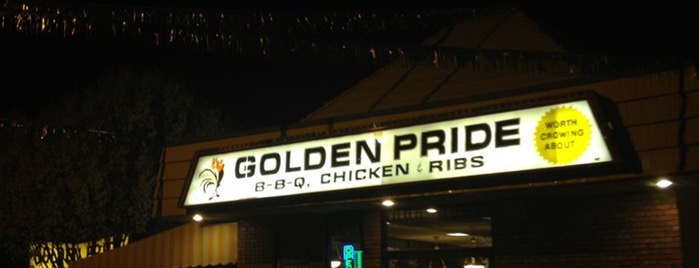 GOLDEN PRIDE
B-B-Q, CHICKEN & RIBS
WORTH
CROWING
ABOUT